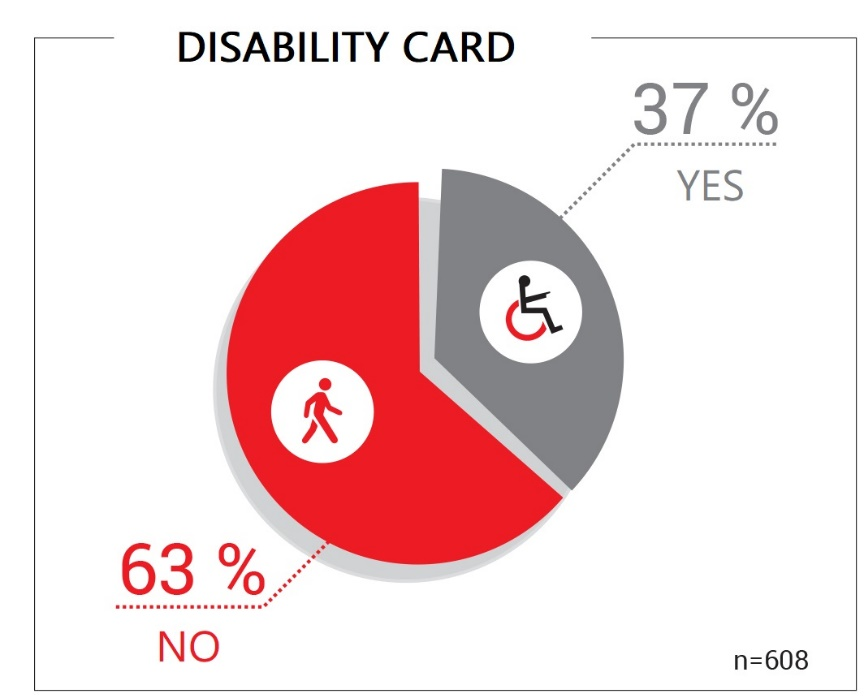 DISABILITY CARD
37 %
YES
63 %
NO
n=608